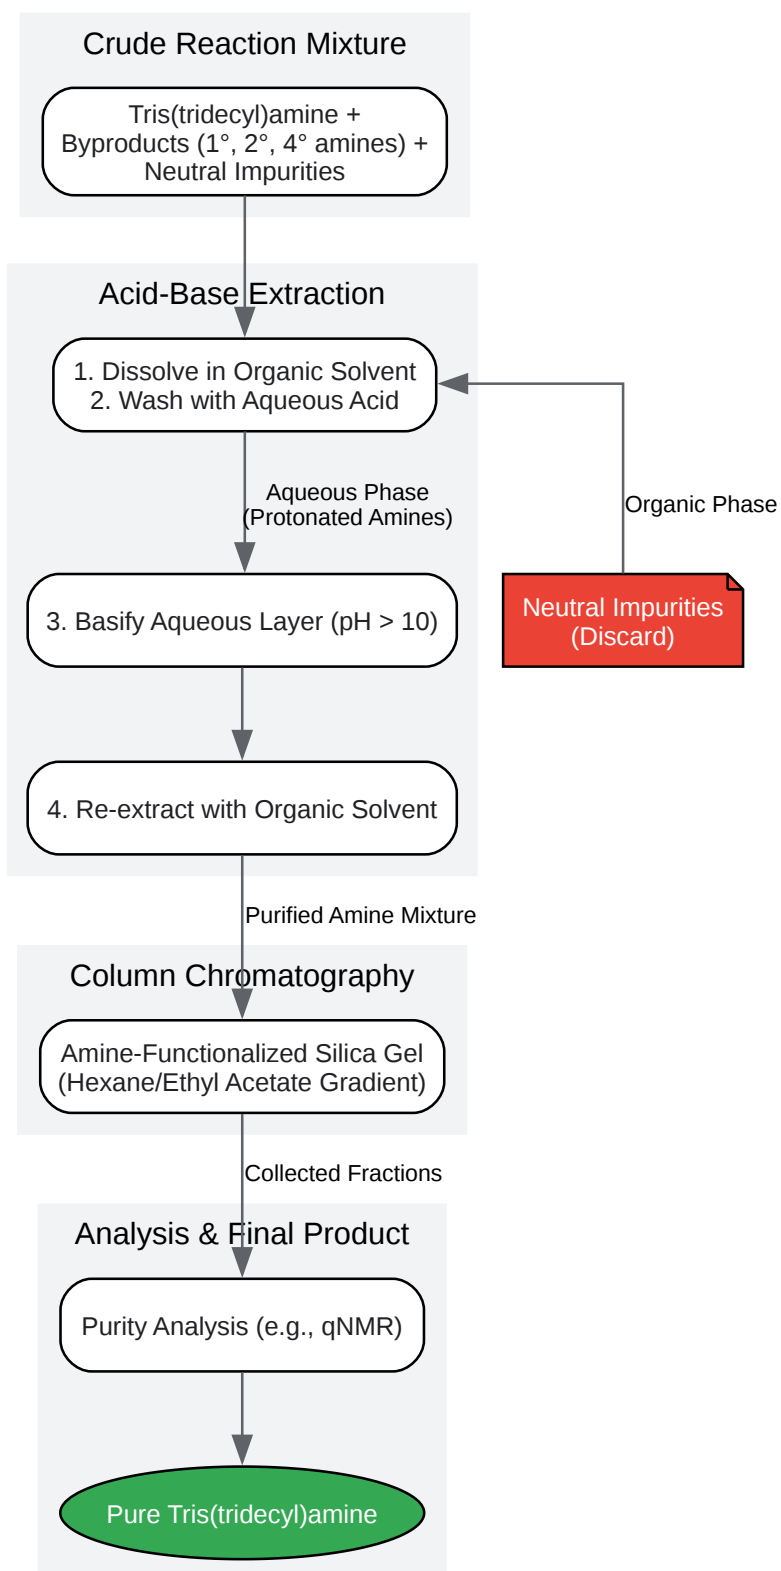 Crude Reaction Mixture
Tris(tridecyl)amine +
Byproducts (1°, 2°, 4° amines) +
Neutral Impurities
Acid-Base Extraction
1. Dissolve in Organic Solvent
2. Wash with Aqueous Acid
Aqueous Phase
(Protonated Amines)
Organic Phase
3. Basify Aqueous Layer (pH > 10)
Neutral Impurities
(Discard)
4. Re-extract with Organic Solvent
Purified Amine Mixture
Column Chromatography
Amine-Functionalized Silica Gel
(Hexane/Ethyl Acetate Gradient)
Collected Fractions
Analysis & Final Product
Purity Analysis (e.g., qNMR)
Pure Tris(tridecyl)amine